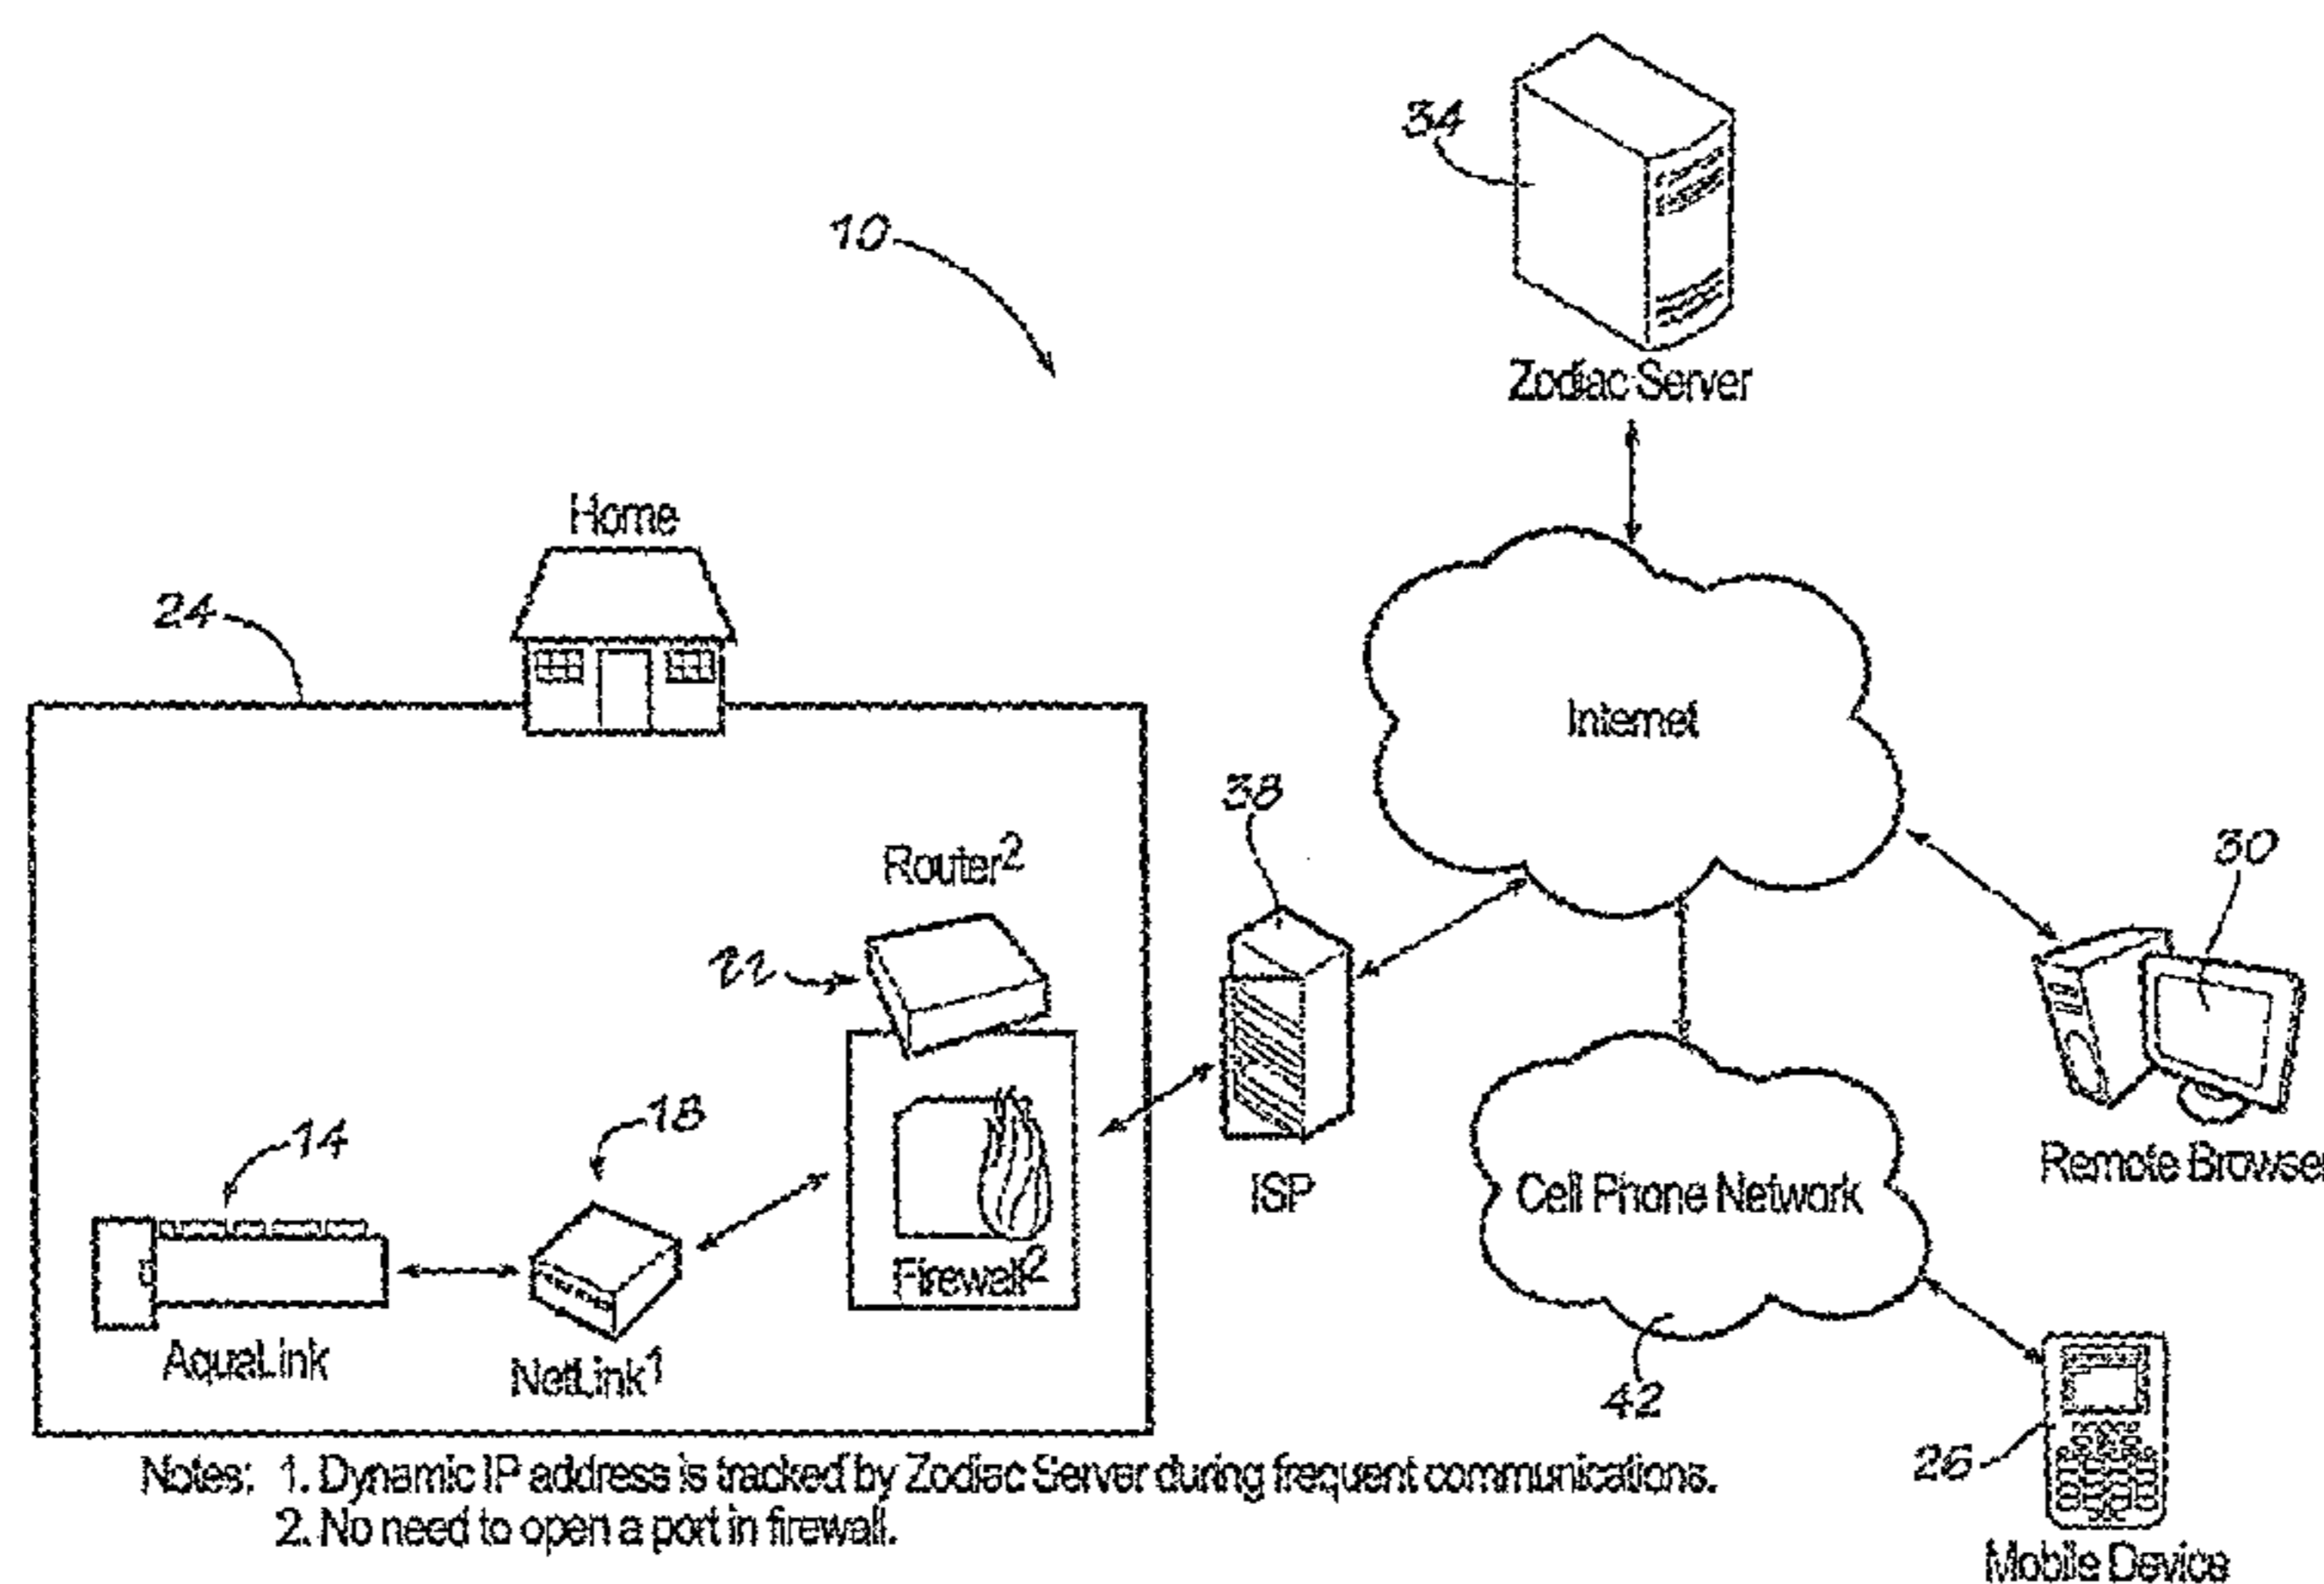 34
10
Zodiac Server
Home
24
Internet
38
30
Router2
22
18
14
ISP
Cell Phone Network
Remote Browser
Firewall2
AquaLink
NetLink1
42
26
Notes: 1. Dynamic IP address is tracked by Zodiac Server during frequent communications.
2. No need to open a port in firewall.
Mobile Device